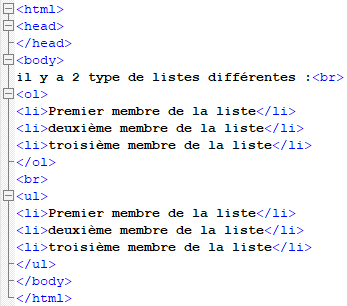 <html>
<head>
</head>
<body>
il y a 2 type de listes différentes :<br>
<ol>
<li>Premier membre de la liste</li>
<li>deuxième membre de la liste</li>
<li>troisième membre de la liste</li>
</ol>
<br>
<ul>
<li>Premier membre de la liste</li>
<li>deuxième membre de la liste</li>
<li>troisième membre de la liste</li>
</ul>
</body>
</html>